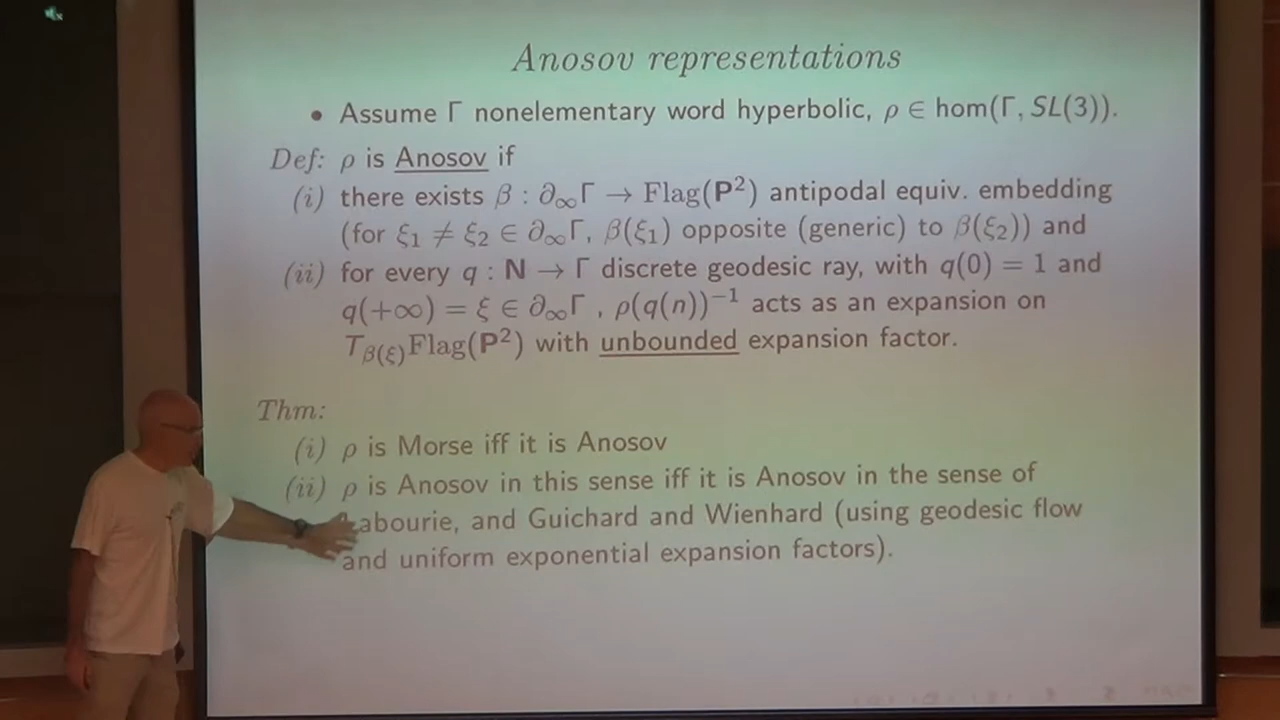 Anosov representations
• Assume Γ nonelementary word hyperbolic, ρ ∈ hom(Γ, SL(3)).
Def: ρ is Anosov if
(i) there exists β : ∂∞Γ → Flag(P²) antipodal equiv. embedding
(for ξ₁ ≠ ξ₂ ∈ ∂∞Γ, β(ξ₁) opposite (generic) to β(ξ₂)) and
(ii) for every q : N → Γ discrete geodesic ray, with q(0) = 1 and
q(+∞) = ξ ∈ ∂∞Γ , ρ(q(n))⁻¹ acts as an expansion on
T_β(ξ)Flag(P²) with unbounded expansion factor.
Thm:
(i) ρ is Morse iff it is Anosov
(ii) ρ is Anosov in this sense iff it is Anosov in the sense of
Labourie, and Guichard and Wienhard (using geodesic flow
and uniform exponential expansion factors).